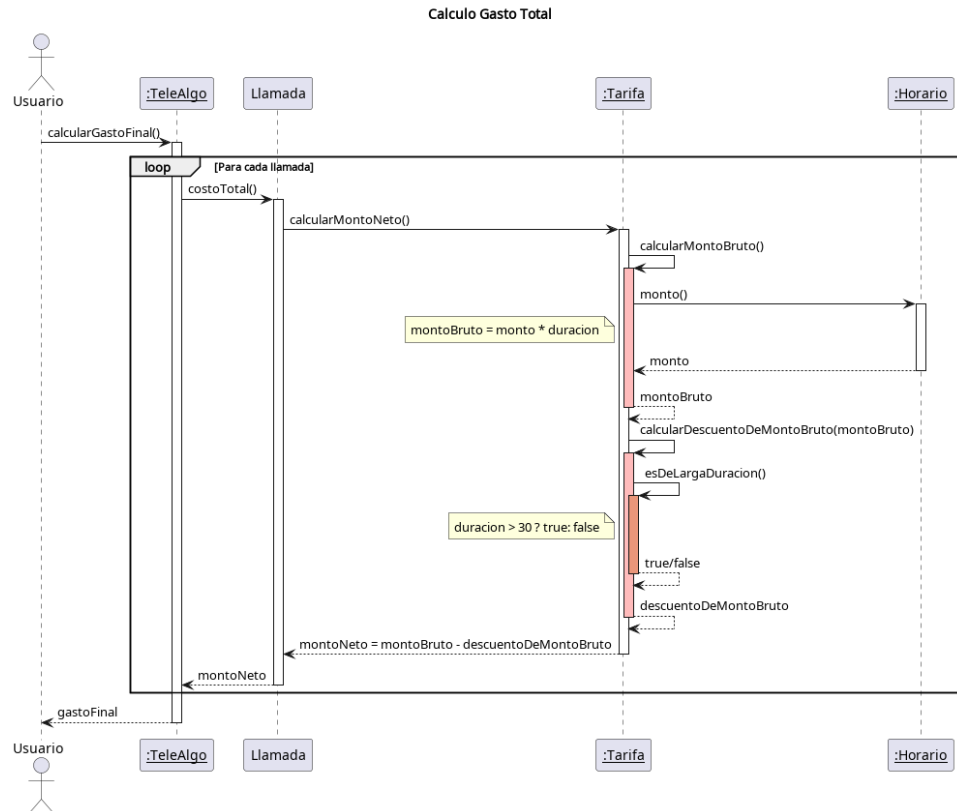 Calculo Gasto Total
Usuario
:TeleAlgo
Llamada
:Tarifa
:Horario
calcularGastoFinal()
loop
[Para cada llamada]
costoTotal()
calcularMontoNeto()
calcularMontoBruto()
monto()
montoBruto = monto * duracion
monto
montoBruto
calcularDescuentoDeMontoBruto(montoBruto)
esDeLargaDuracion()
duracion > 30 ? true: false
true/false
descuentoDeMontoBruto
montoNeto = montoBruto - descuentoDeMontoBruto
montoNeto
gastoFinal
Usuario
:TeleAlgo
Llamada
:Tarifa
:Horario